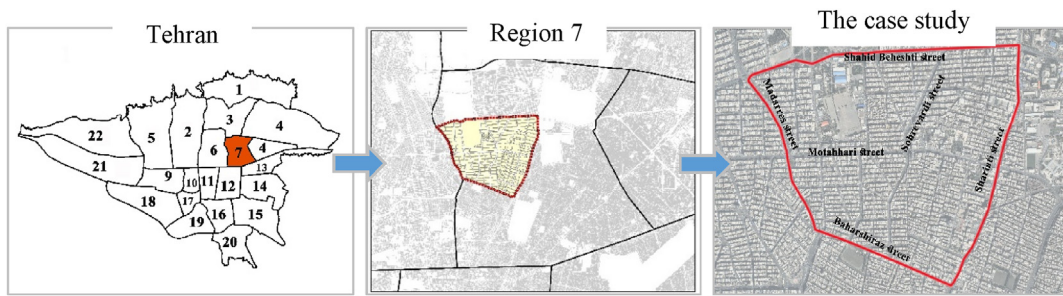 Tehran
Region 7
The case study
1
3
4
22
5
2
6
7
4
21
9
10
11
12
13
14
18
17
19
16
15
20
Shahid Beheshti street
Madarres street
Sohrevardi street
Motahhari street
Shariati street
Baharshiraz street